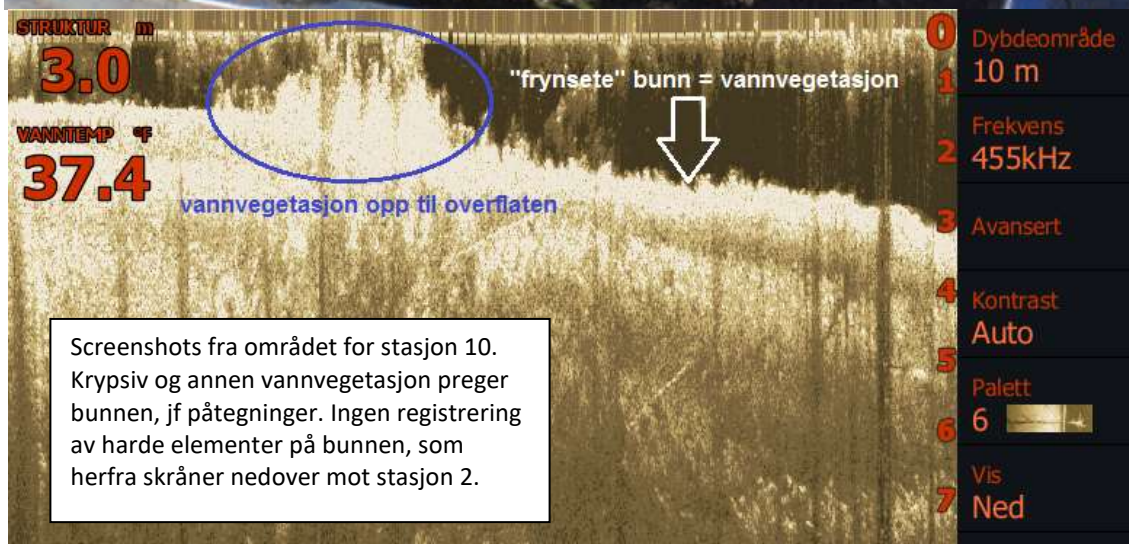 STRUKTUR m
3.0
VANNTEMP °F
37.4
"frynsete" bunn = vannvegetasjon
vannvegetasjon opp til overflaten
Screenshots fra området for stasjon 10.
Krypsiv og annen vannvegetasjon preger
bunnen, jf påtegninger. Ingen registrering
av harde elementer på bunnen, som
herfra skråner nedover mot stasjon 2.
0
1
2
3
4
5
6
7
Dybdeområde
10 m
Frekvens
455kHz
Avansert
Kontrast
Auto
Palett
6
Vis
Ned